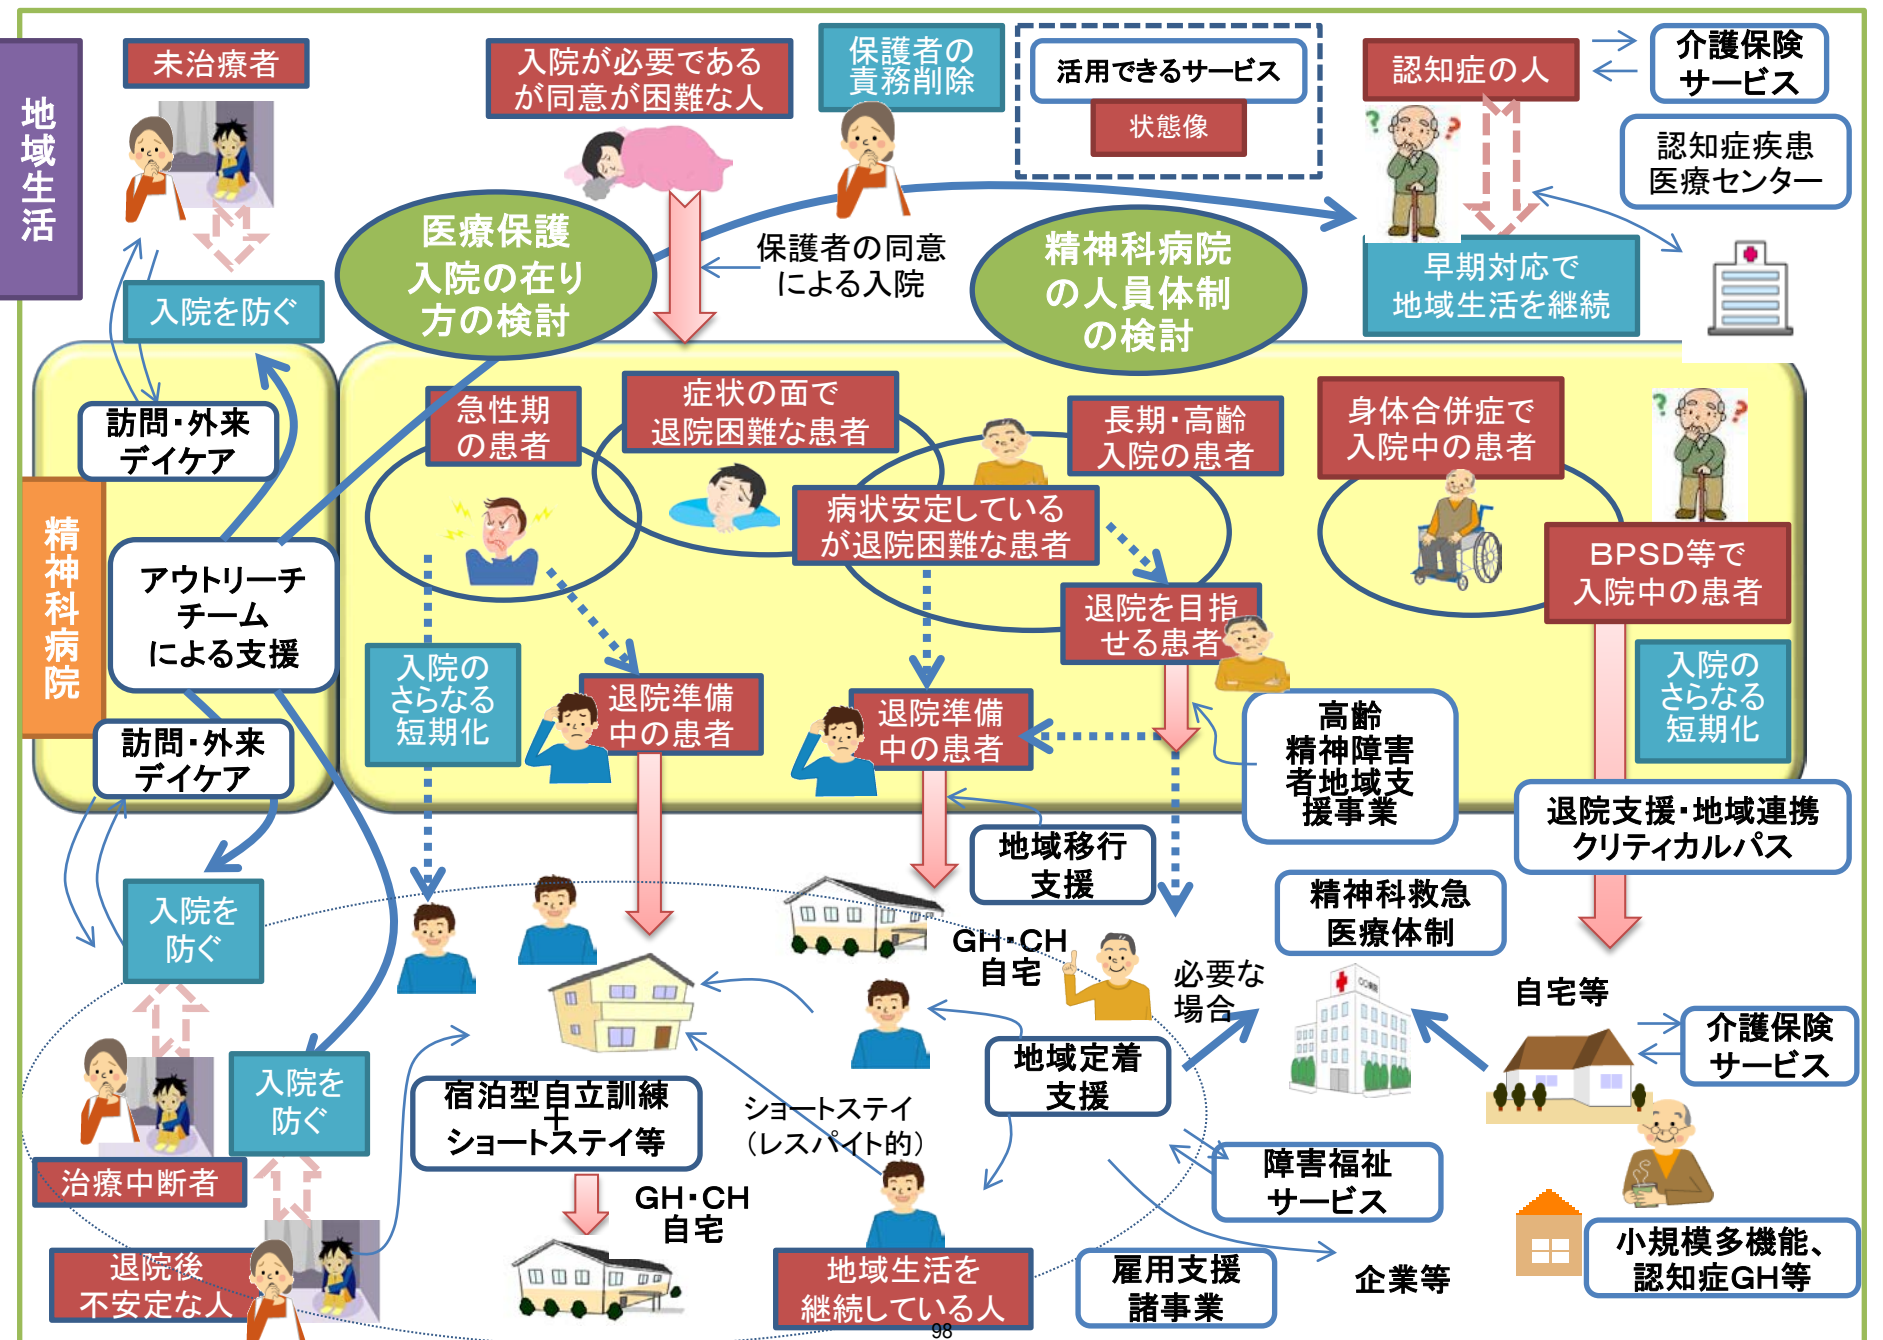 地域生活
未治療者
入院が必要である
が同意が困難な人
保護者の
責務削除
活用できるサービス
状態像
認知症の人
介護保険
サービス
認知症疾患
医療センター
入院を防ぐ
医療保護
入院の在り
方の検討
保護者の同意
による入院
精神科病院
の人員体制
の検討
早期対応で
地域生活を継続
精神科病院
訪問・外来
デイケア
急性期
の患者
症状の面で
退院困難な患者
長期・高齢
入院の患者
身体合併症で
入院中の患者
病状安定している
が退院困難な患者
BPSD等で
入院中の患者
アウトリーチ
チーム
による支援
退院を目指
せる患者
入院の
さらなる
短期化
退院準備
中の患者
退院準備
中の患者
高齢
精神障害
者地域支
援事業
入院の
さらなる
短期化
訪問・外来
デイケア
退院支援・地域連携
クリティカルパス
地域移行
支援
精神科救急
医療体制
入院を
防ぐ
GH・CH
自宅
必要な
場合
自宅等
介護保険
サービス
入院を
防ぐ
宿泊型自立訓練
＋
ショートステイ等
ショートステイ
（レスパイト的）
地域定着
支援
治療中断者
障害福祉
サービス
GH・CH
自宅
退院後
不安定な人
地域生活を
継続している人
雇用支援
諸事業
企業等
小規模多機能、
認知症GH等
98